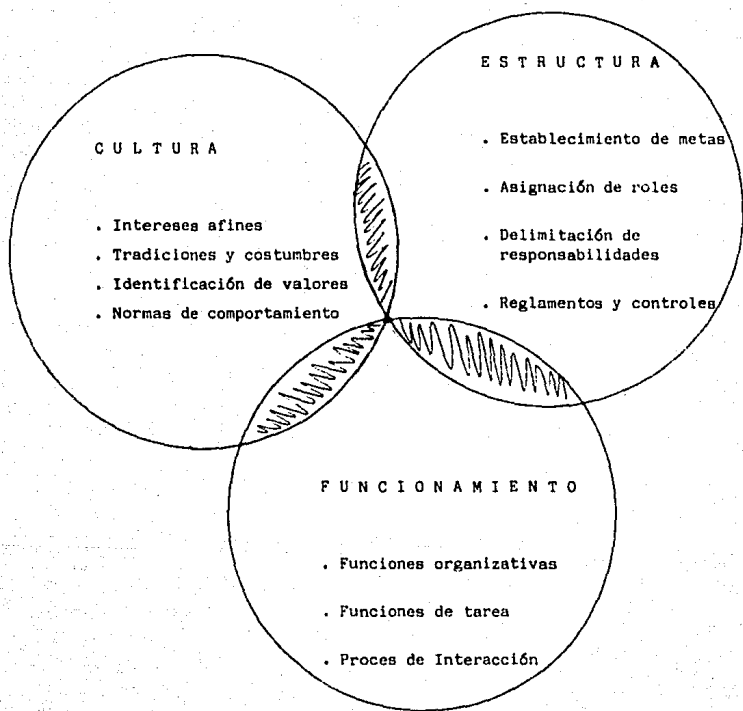 C U L T U R A
. Intereses afines
. Tradiciones y costumbres
. Identificación de valores
. Normas de comportamiento
E S T R U C T U R A
. Establecimiento de metas
. Asignación de roles
. Delimitación de
responsabilidades
. Reglamentos y controles
F U N C I O N A M I E N T O
. Funciones organizativas
. Funciones de tarea
. Proces de Interacción